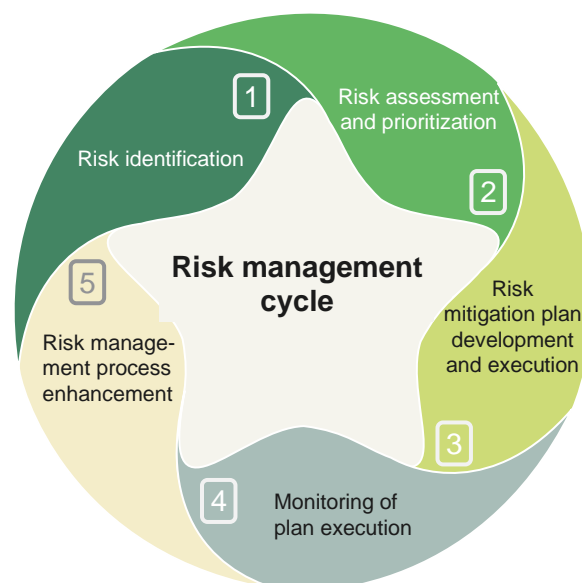 Risk management
cycle
1
Risk identification
Risk assessment
and prioritization
2
Risk
mitigation plan
development
and execution
3
4
Monitoring of
plan execution
5
Risk manage-
ment process
enhancement